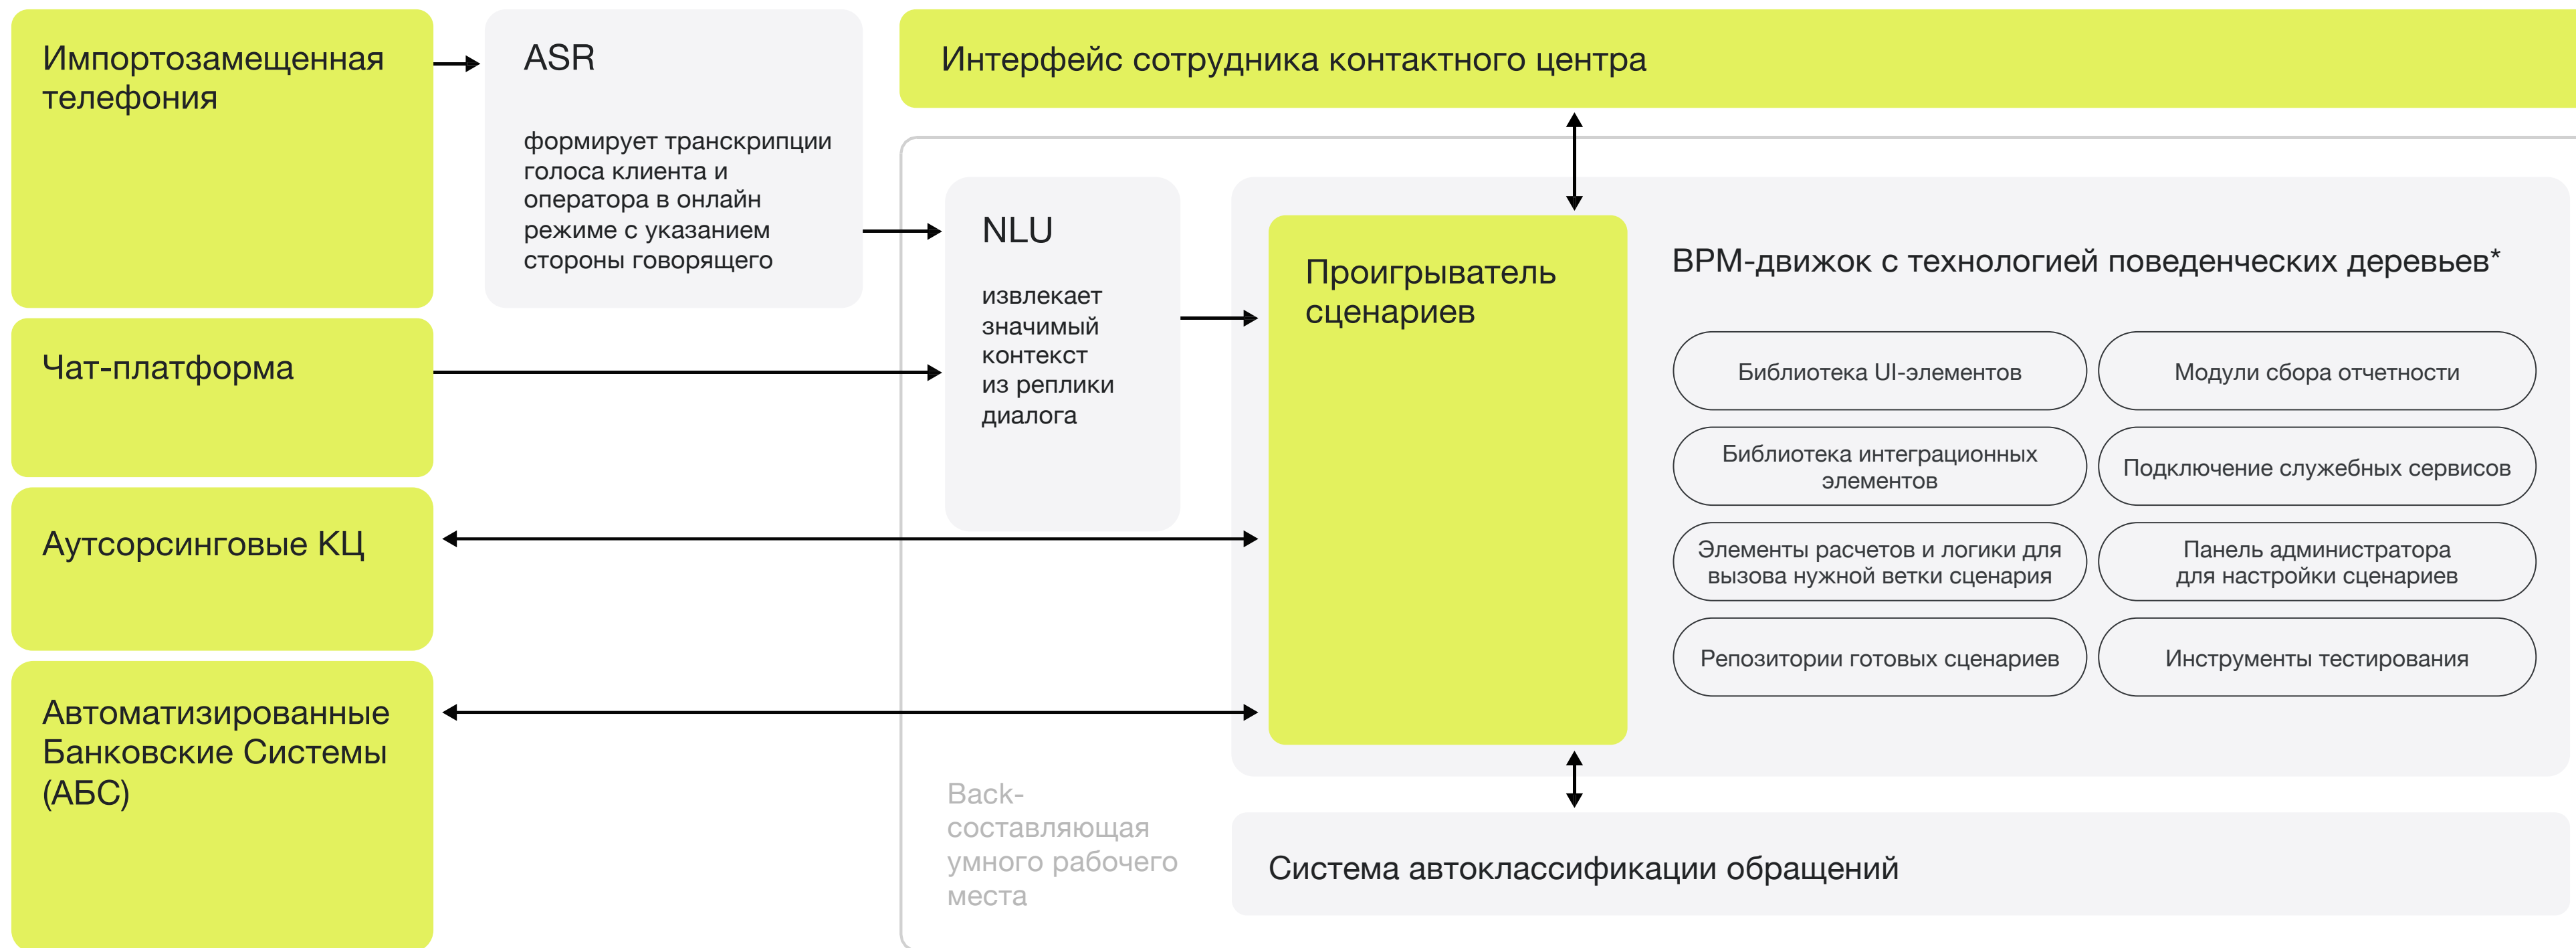 Импортозамещенная
телефония
ASR
формирует транскрипции
голоса клиента и
оператора в онлайн
режиме с указанием
стороны говорящего
Интерфейс сотрудника контактного центра
Чат-платформа
Аутсорсинговые КЦ
Автоматизированные
Банковские Системы
(АБС)
NLU
извлекает
значимый
контекст
из реплики
диалога
Проигрыватель
сценариев
BPM-движок с технологией поведенческих деревьев*
Библиотека UI-элементов
Модули сбора отчетности
Библиотека интеграционных
элементов
Подключение служебных сервисов
Элементы расчетов и логики для
вызова нужной ветки сценария
Панель администратора
для настройки сценариев
Репозитории готовых сценариев
Инструменты тестирования
Back-
составляющая
умного рабочего
места
Система автоклассификации обращений